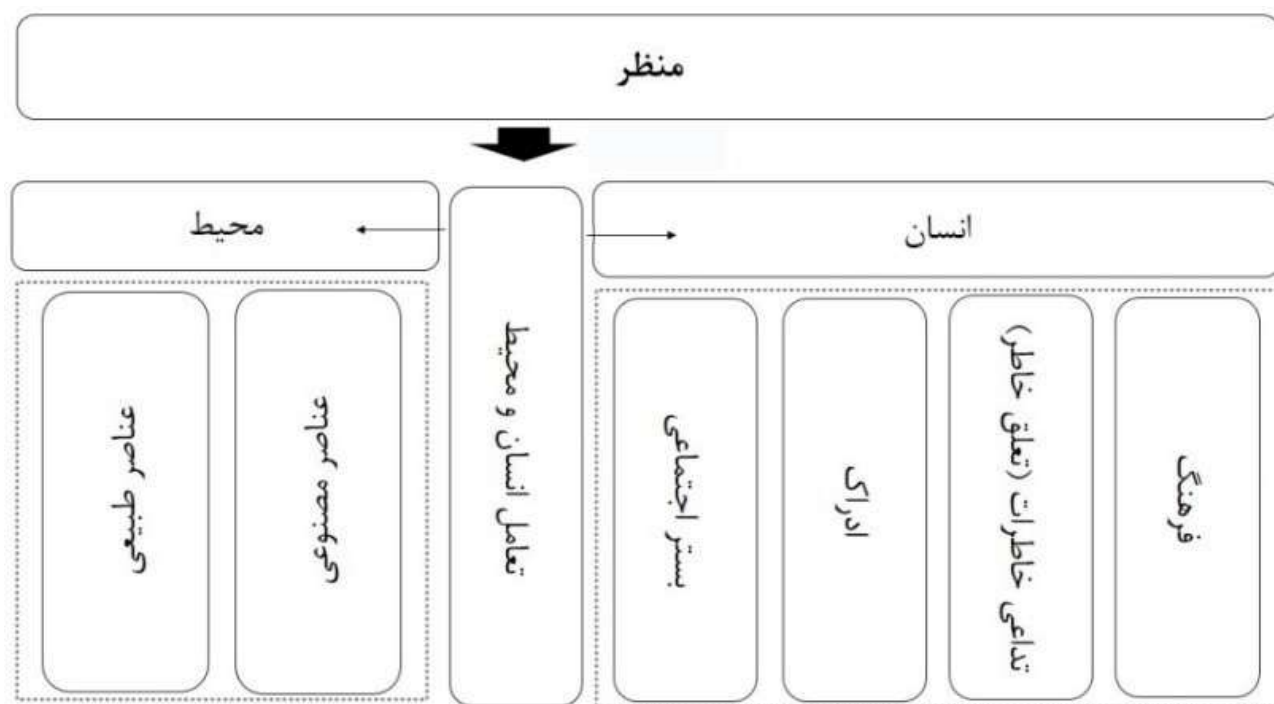 منظر
انسان
محیط
فرهنگ
تداعی خاطرات (تعلق خاطر)
ادراک
بستر اجتماعی
تعامل انسان و محیط
عناصر مصنوعی
عناصر طبیعی